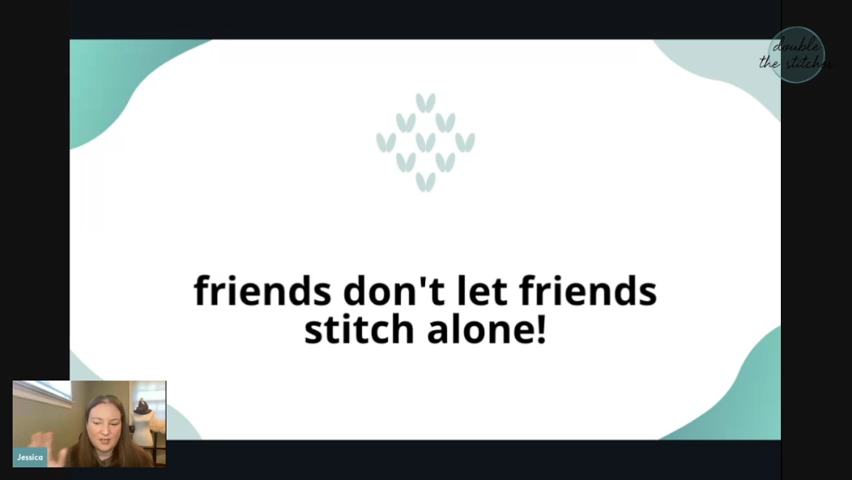 double
the stitches
friends don't let friends
stitch alone!
Jessica